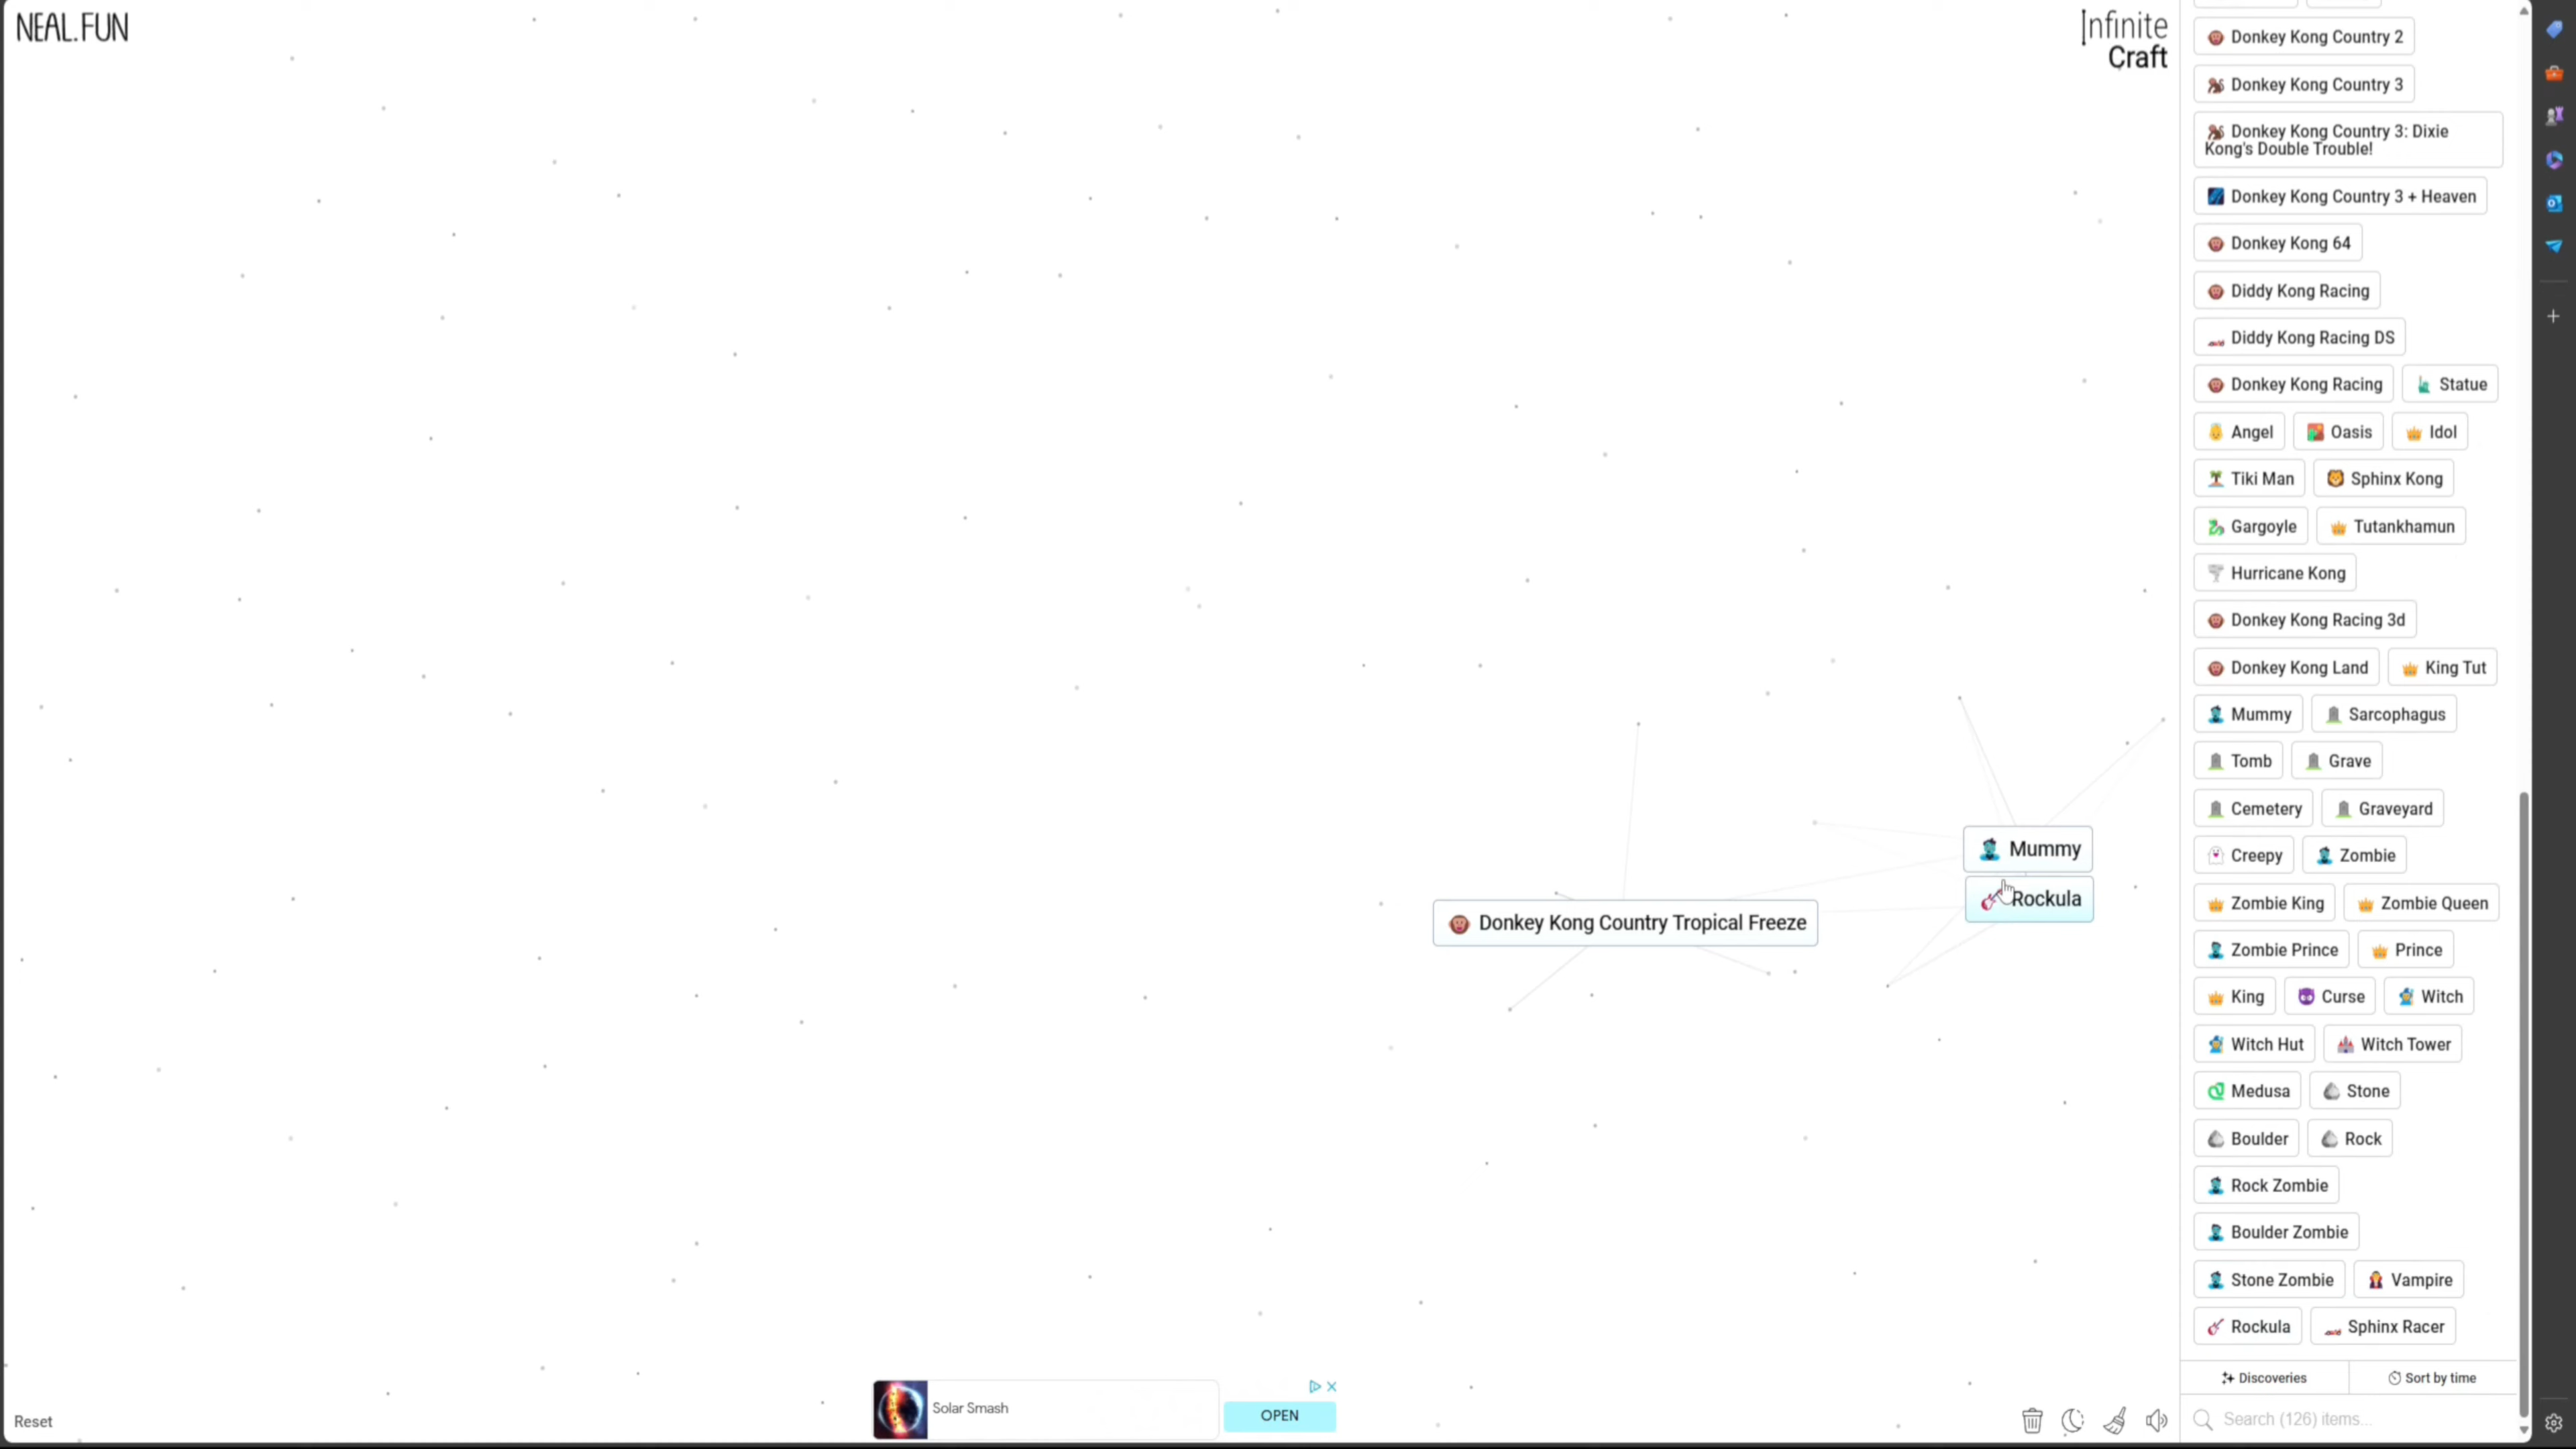 NEAL.FUN
Infinite
Craft
Donkey Kong Country 2
Donkey Kong Country 3
Donkey Kong Country 3: Dixie
Kong's Double Trouble!
Donkey Kong Country 3 + Heaven
Donkey Kong 64
Diddy Kong Racing
Diddy Kong Racing DS
Donkey Kong Racing Statue
Angel Oasis Idol
Tiki Man Sphinx Kong
Gargoyle Tutankhamun
Hurricane Kong
Donkey Kong Racing 3d
Donkey Kong Land King Tut
Mummy Sarcophagus
Tomb Grave
Cemetery Graveyard
Creepy Zombie
Zombie King Zombie Queen
Zombie Prince Prince
King Curse Witch
Witch Hut Witch Tower
Medusa Stone
Boulder Rock
Rock Zombie
Boulder Zombie
Stone Zombie Vampire
Rockula Sphinx Racer
Discoveries Sort by time
Search (126) items...
Mummy
Rockula
Donkey Kong Country Tropical Freeze
Solar Smash
OPEN
Reset